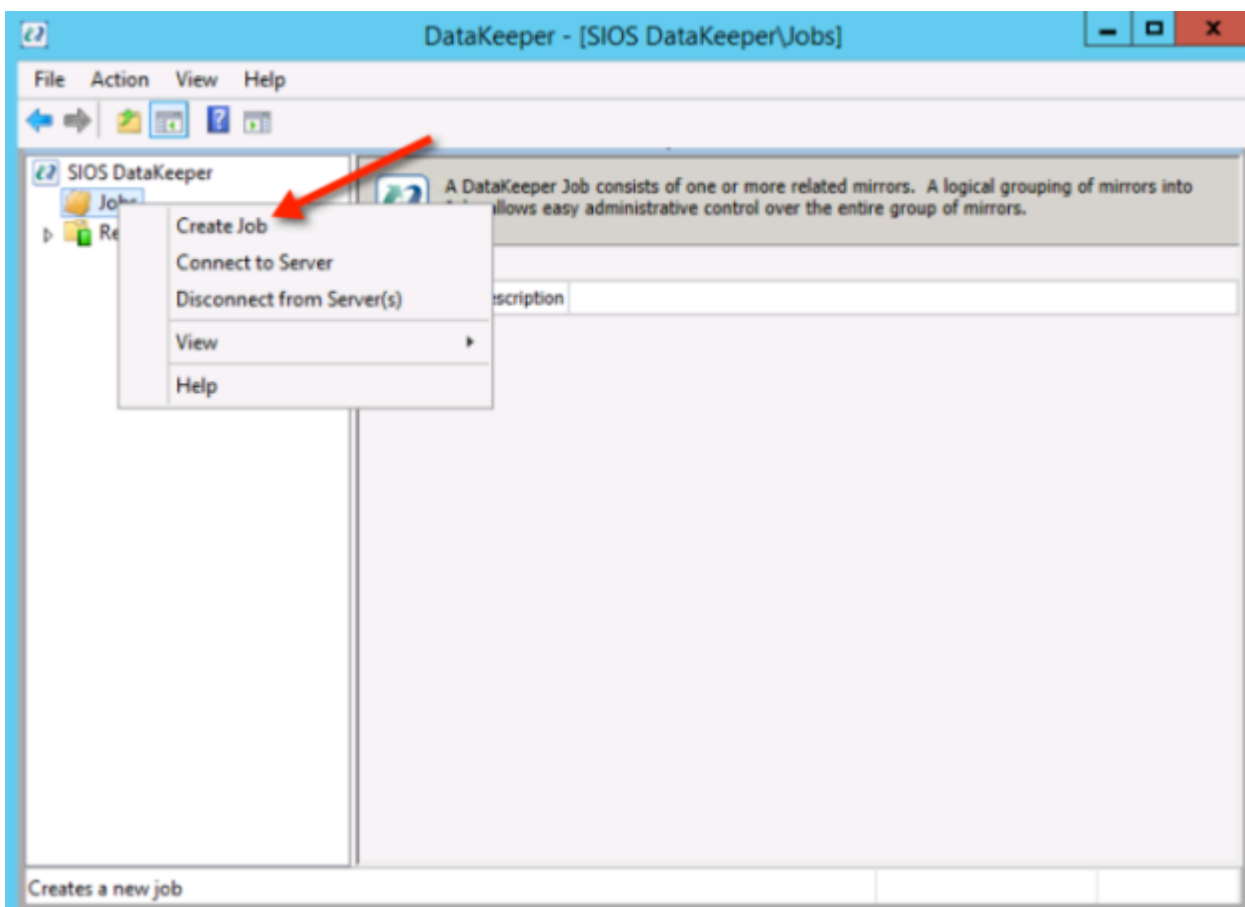 DataKeeper - [SIOS DataKeeper\Jobs]
File Action View Help
SIOS DataKeeper
Jobs
Re
Create Job
Connect to Server
Disconnect from Server(s)
View
Help
A DataKeeper Job consists of one or more related mirrors. A logical grouping of mirrors into
allows easy administrative control over the entire group of mirrors.
escription
Creates a new job